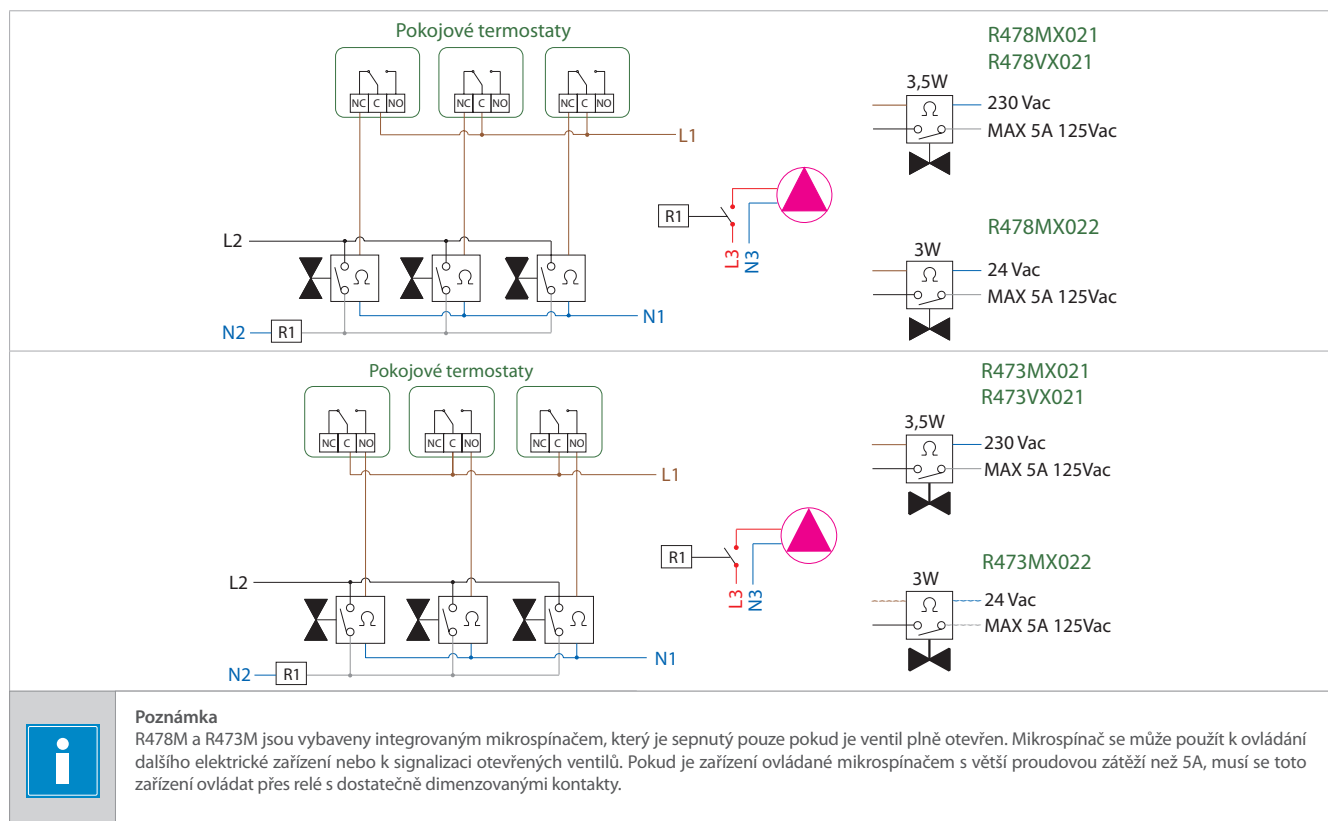 Pokojové termostaty
NC C NO
NC C NO
NC C NO
L1
L2
Ω
Ω
Ω
N1
N2
R1
R1
L3
N3
R478MX021
R478VX021
3,5W
Ω
230 Vac
MAX 5A 125Vac
R478MX022
3W
Ω
24 Vac
MAX 5A 125Vac
Pokojové termostaty
NC C NO
NC C NO
NC C NO
L1
L2
Ω
Ω
Ω
N1
N2
R1
R1
L3
N3
R473MX021
R473VX021
3,5W
Ω
230 Vac
MAX 5A 125Vac
R473MX022
3W
Ω
24 Vac
MAX 5A 125Vac
i
Poznámka
R478M a R473M jsou vybaveny integrovaným mikrospínačem, který je sepnutý pouze pokud je ventil plně otevřen. Mikrospínač se může použít k ovládání
dalšího elektrické zařízení nebo k signalizaci otevřených ventilů. Pokud je zařízení ovládané mikrospínačem s větší proudovou zátěží než 5A, musí se toto
zařízení ovládat přes relé s dostatečně dimenzovanými kontakty.